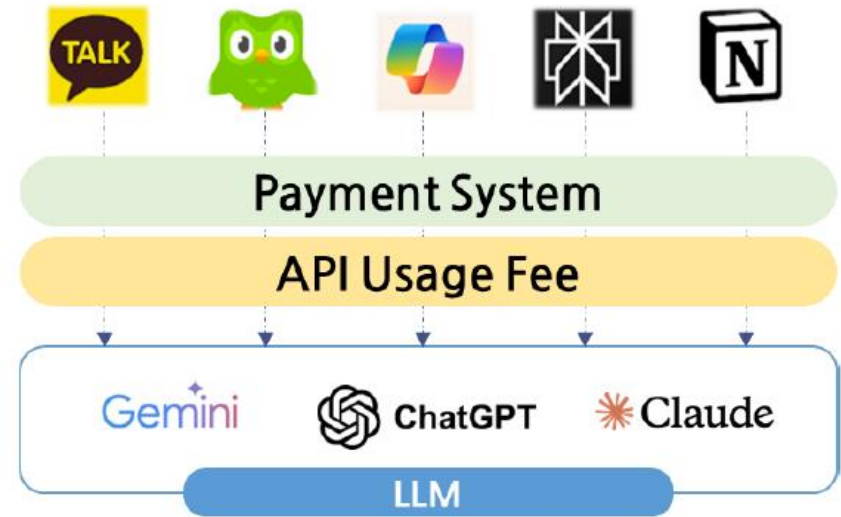 TALK
N
Payment System
API Usage Fee
Gemini
ChatGPT
Claude
LLM